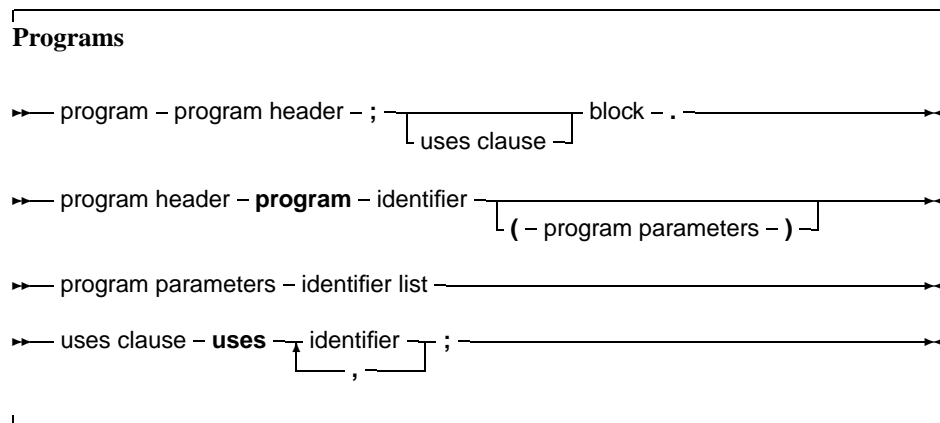 Programs
program – program header – ; block – .
uses clause
program header – program – identifier
( – program parameters – )
program parameters – identifier list
uses clause – uses – identifier – ;
,